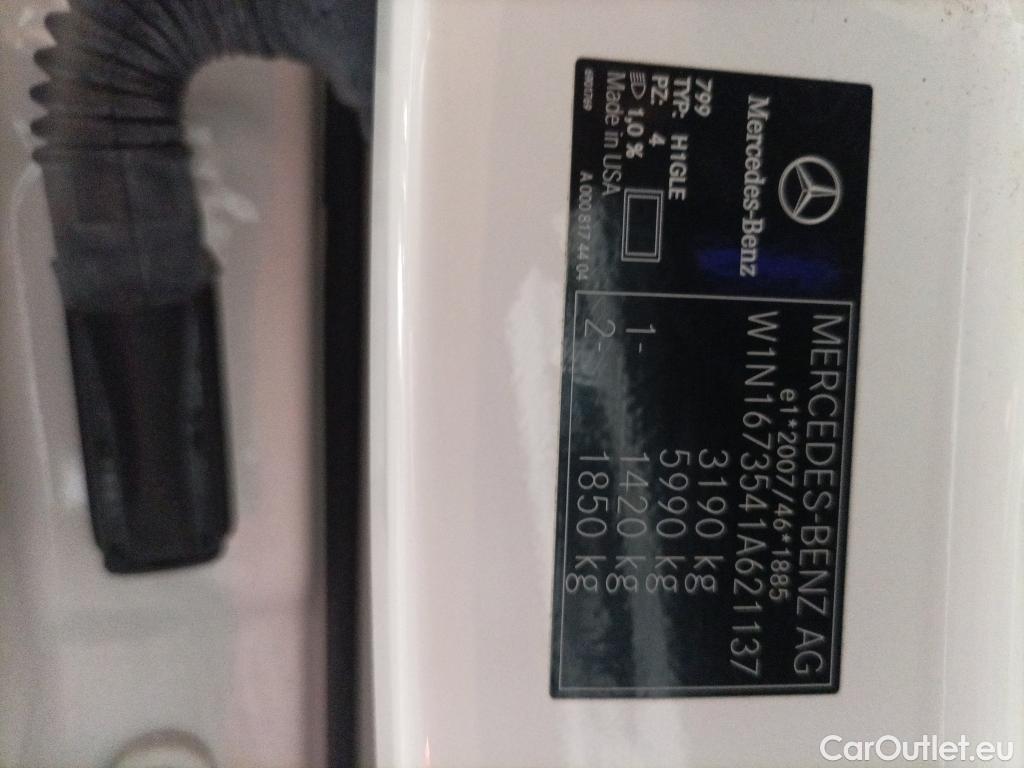 Mercedes-Benz
799
TYP: H1GLE
PZ: 4
1,0 %
Made in USA
A 000 817 44 04
MERCEDES-BENZ AG
e1*2007/46*1885
W1N1673541A621137
3190 kg
5990 kg
1- 1420 kg
2- 1850 kg
CarOutlet.eu